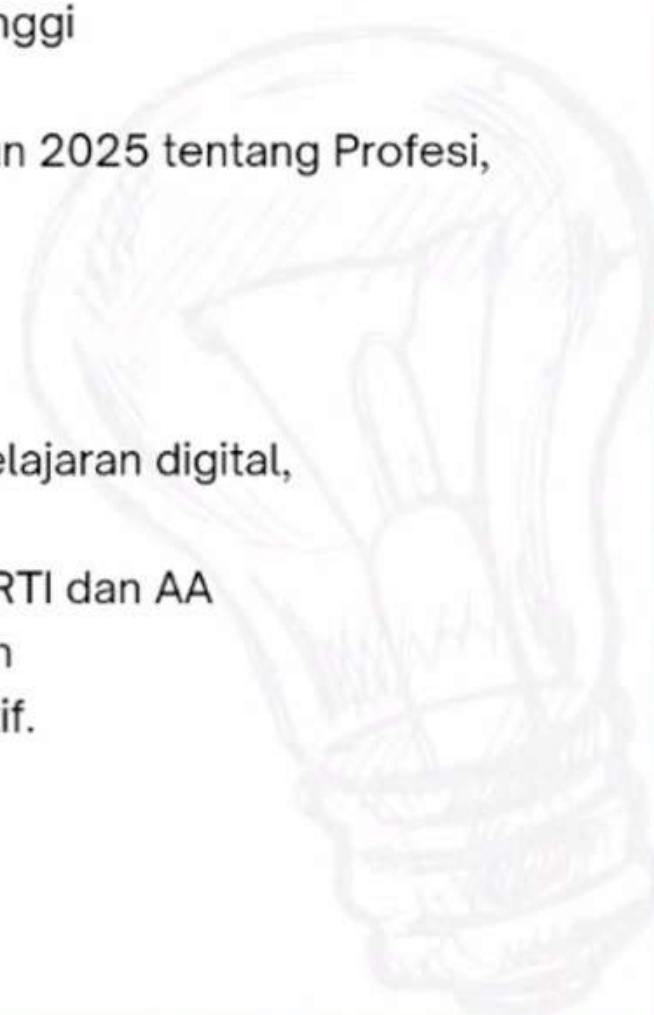 nggi
n 2025 tentang Profesi,
elajaran digital,
RTI dan AA
n
if.